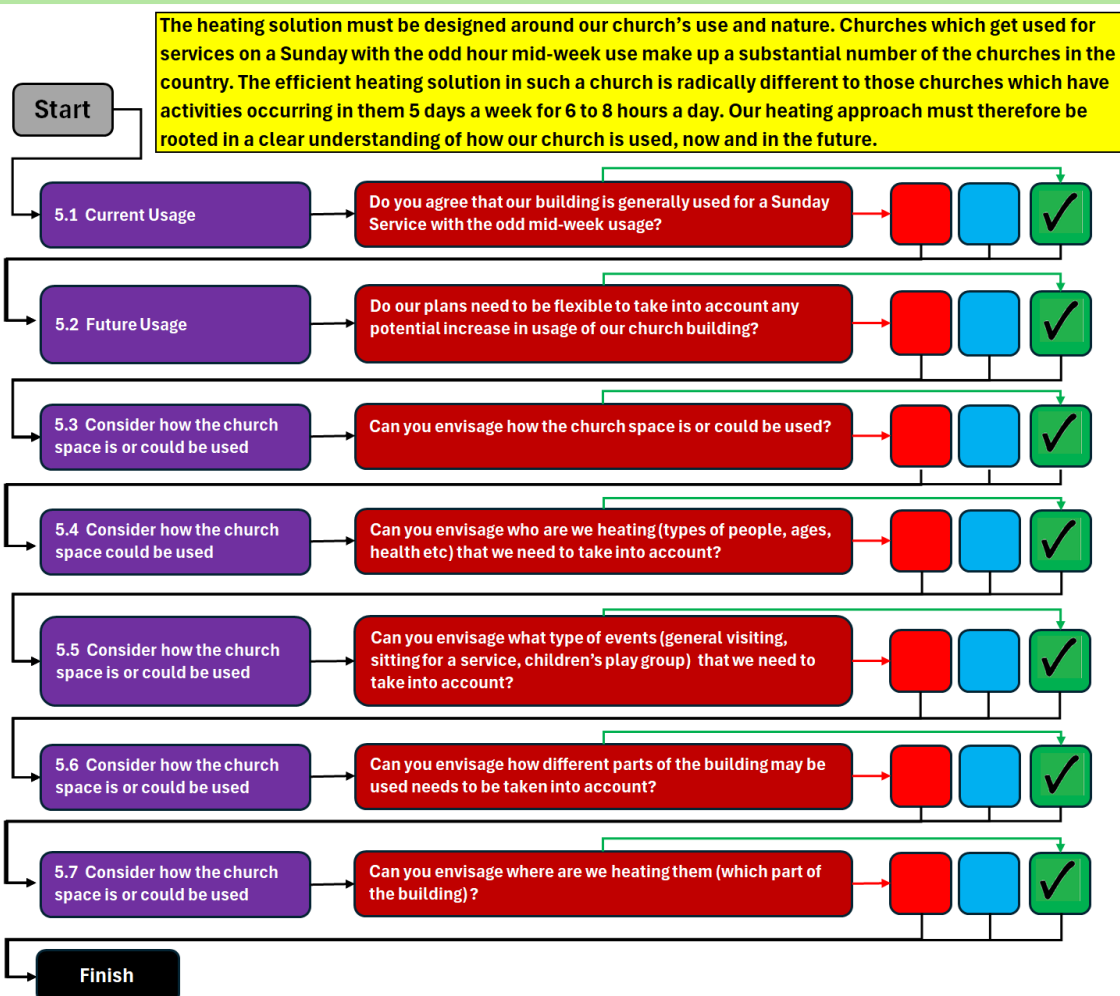 The heating solution must be designed around our church’s use and nature. Churches which get used for
services on a Sunday with the odd hour mid-week use make up a substantial number of the churches in the
country. The efficient heating solution in such a church is radically different to those churches which have
activities occurring in them 5 days a week for 6 to 8 hours a day. Our heating approach must therefore be
rooted in a clear understanding of how our church is used, now and in the future.
Start
5.1 Current Usage
Do you agree that our building is generally used for a Sunday
Service with the odd mid-week usage?
5.2 Future Usage
Do our plans need to be flexible to take into account any
potential increase in usage of our church building?
5.3 Consider how the church
space is or could be used
Can you envisage how the church space is or could be used?
5.4 Consider how the church
space could be used
Can you envisage who are we heating (types of people, ages,
health etc) that we need to take into account?
5.5 Consider how the church
space is or could be used
Can you envisage what type of events (general visiting,
sitting for a service, children’s play group) that we need to
take into account?
5.6 Consider how the church
space is or could be used
Can you envisage how different parts of the building may be
used needs to be taken into account?
5.7 Consider how the church
space is or could be used
Can you envisage where are we heating them (which part of
the building)?
Finish